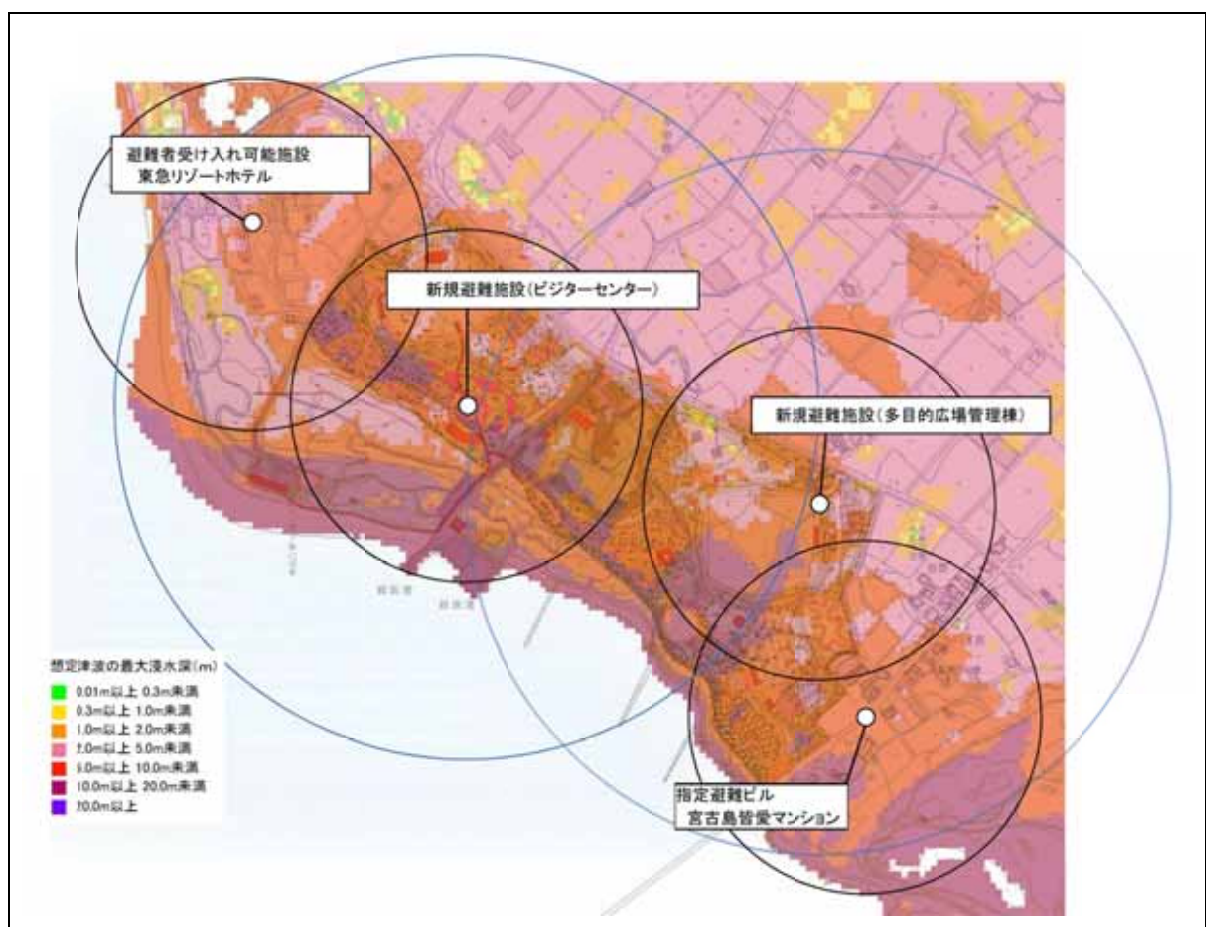 避難者受け入れ可能施設
東急リゾートホテル
新規避難施設(ビジターセンター)
新規避難施設(多目的広場管理棟)
指定避難ビル
宮古島皆愛マンション
想定津波の最大浸水深(m)
0.01m以上 0.3m未満
0.3m以上 1.0m未満
1.0m以上 2.0m未満
2.0m以上 5.0m未満
5.0m以上 10.0m未満
10.0m以上 20.0m未満
20.0m以上